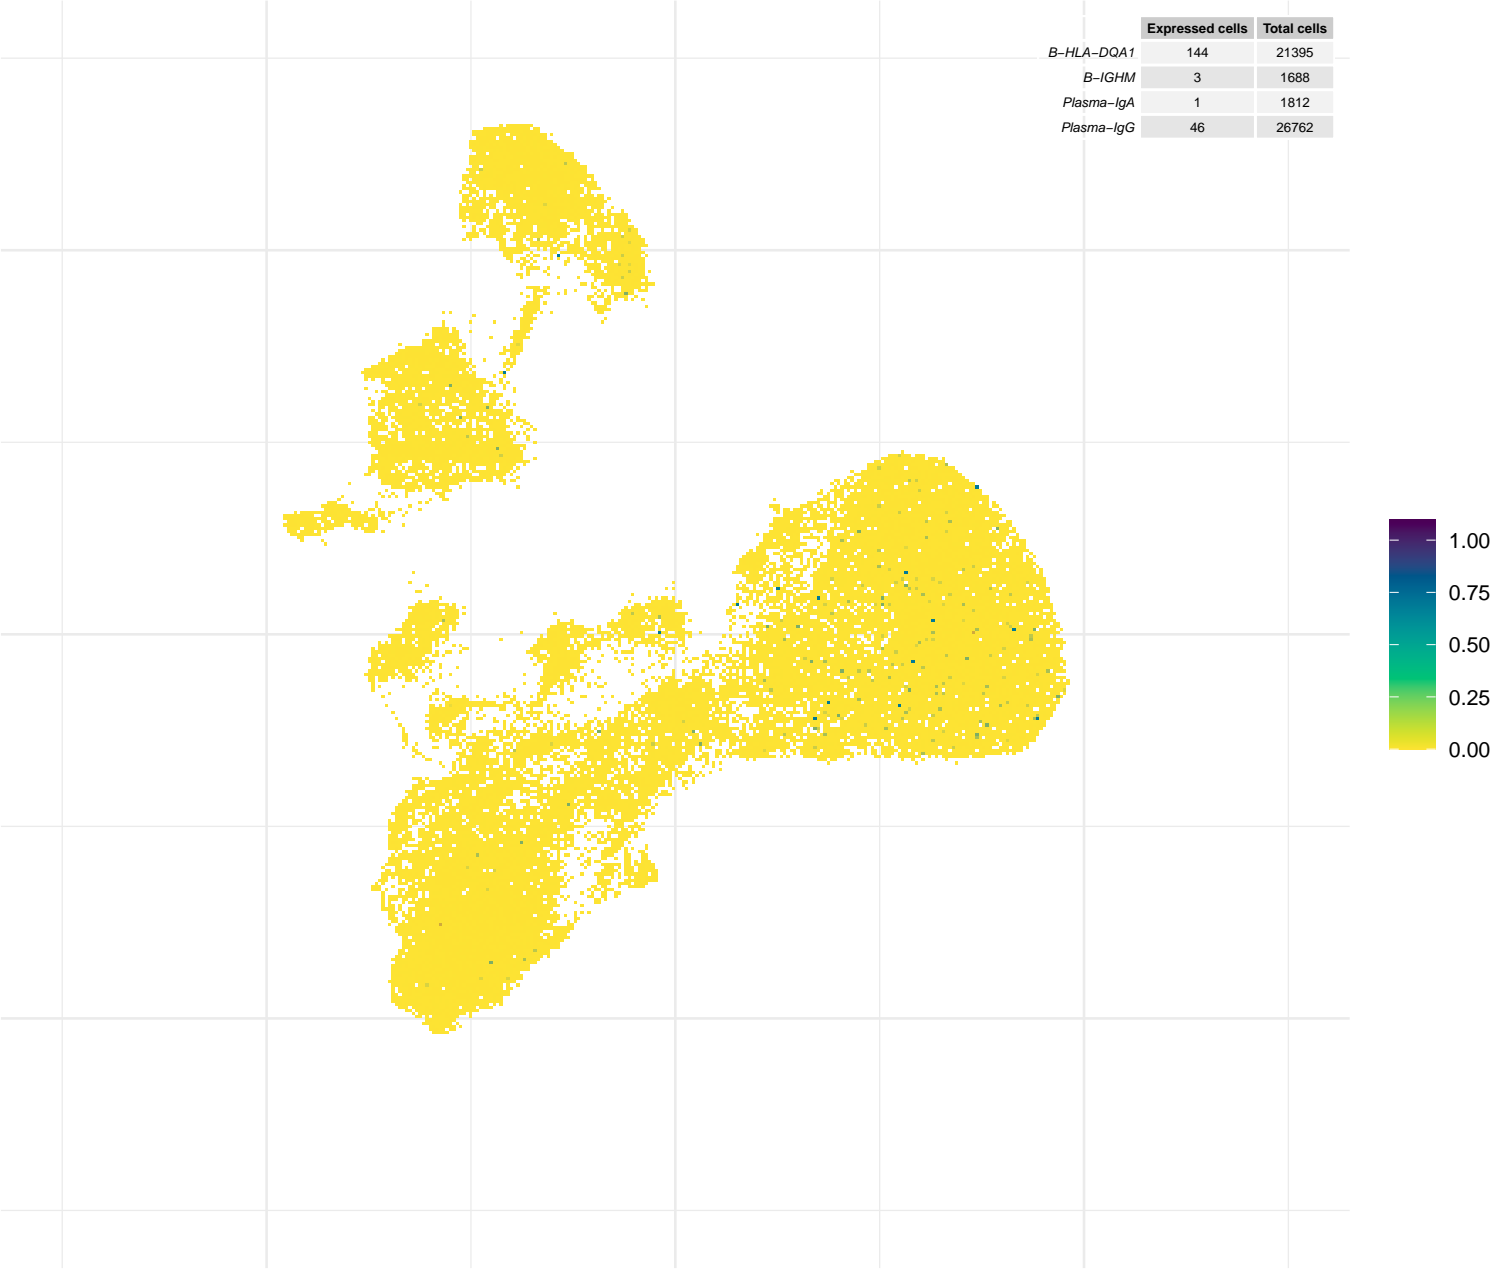 Expressed cells Total cells
B−HLA−DQA1 144 21395
B−IGHM 3 1688
Plasma−IgA 1 1812
Plasma−IgG 46 26762
1.00
0.75
0.50
0.25
0.00